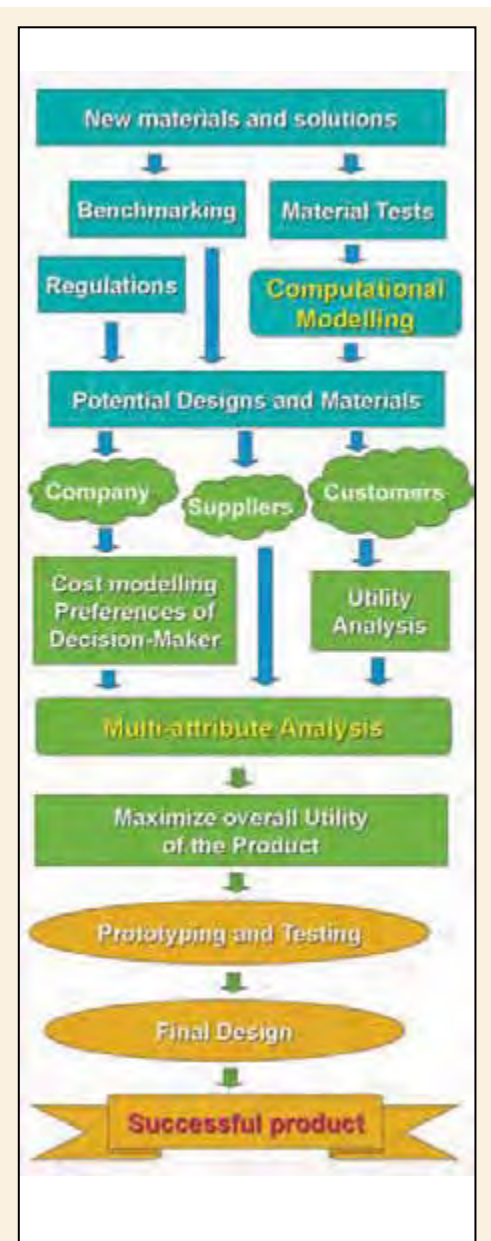 New materials and solutions
Benchmarking
Material Tests
Regulations
Computational
Modelling
Potential Designs and Materials
Company
Suppliers
Customers
Cost modelling
Preferences of
Decision-Maker
Utility
Analysis
Multi-attribute Analysis
Maximize overall Utility
of the Product
Prototyping and Testing
Final Design
Successful product